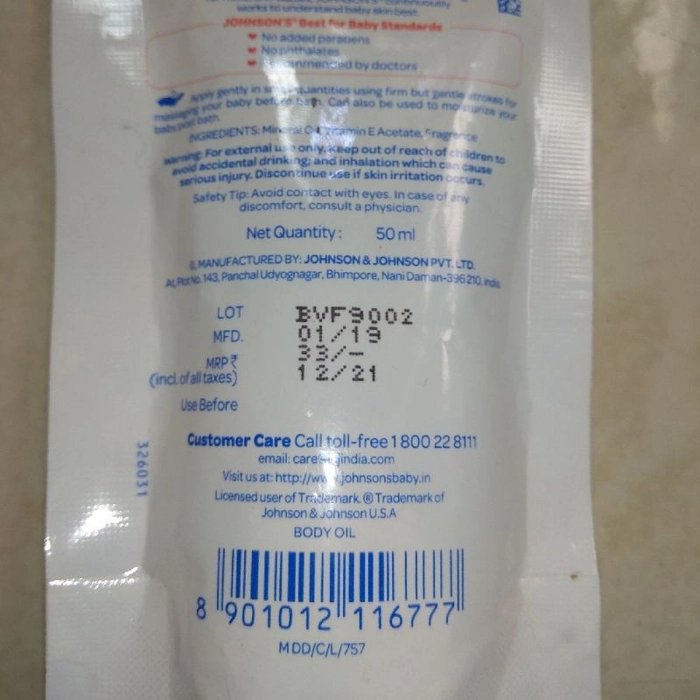 works to understand baby skin best.
JOHNSON'S® Best for Baby Standards
No added parabens
No phthalates
by doctors
Apply gently in quantities using firm but gentle strokes for
massaging your baby before Can also be used to moisturize your
baby post bath.
INGREDIENTS: Mineral Oil, Vitamin E Acetate, Fragrance
Warning: For external use only. Keep out of reach of children to
avoid accidental drinking; and inhalation which can cause
serious injury. Discontinue use if skin irritation occurs.
Safety Tip: Avoid contact with eyes. In case of any
discomfort, consult a physician.
Net Quantity: 50 ml
MANUFACTURED BY: JOHNSON & JOHNSON PVT. LTD.
At, Plot No. 143, Panchal Udyognagar, Bhimpore, Nani Daman-396 210, India
LOT BVF9002
MFD. 01/19
MRP₹ 33/-
(incl. of all taxes) 12/21
Use Before
326031
Customer Care Call toll-free 1 800 22 8111
email:
Visit us at: http://www.johnsonsbaby.in
Licensed user of Trademark. ® Trademark of
Johnson & Johnson U.S.A
BODY OIL
8 901012 116777
MDD/C/L/757